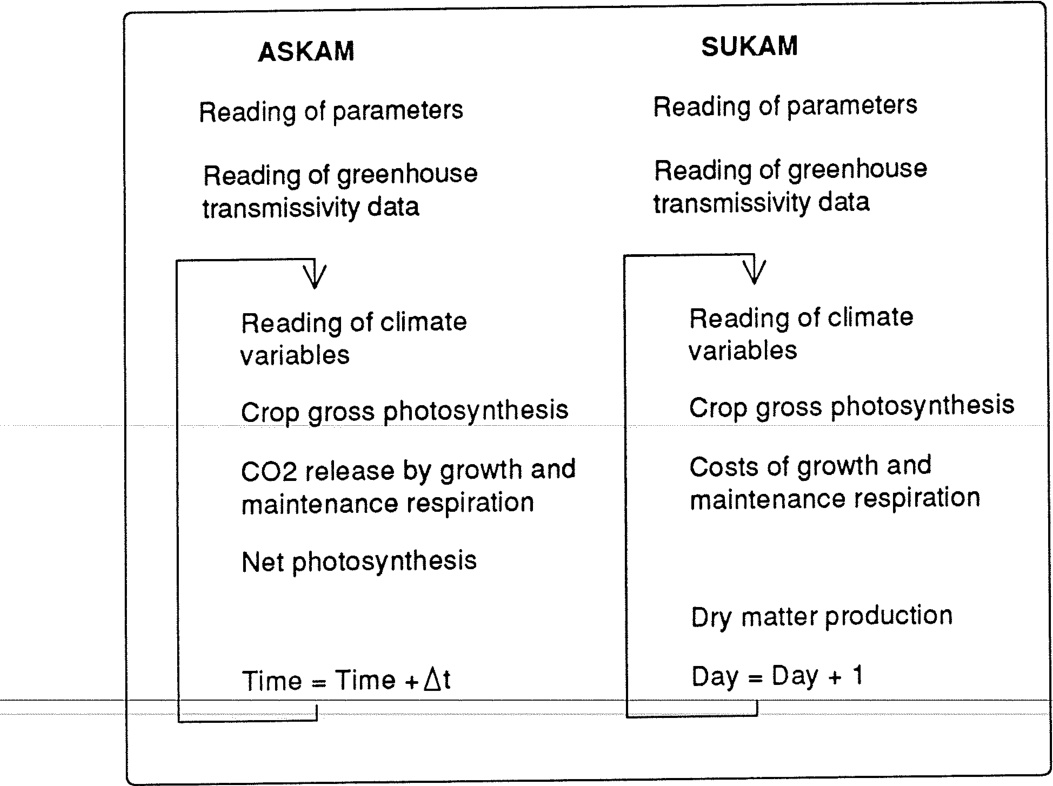 ASKAM
Reading of parameters
Reading of greenhouse
transmissivity data
Reading of climate
variables
Crop gross photosynthesis
CO2 release by growth and
maintenance respiration
Net photosynthesis
Time = Time + Δt
SUKAM
Reading of parameters
Reading of greenhouse
transmissivity data
Reading of climate
variables
Crop gross photosynthesis
Costs of growth and
maintenance respiration
Dry matter production
Day = Day + 1